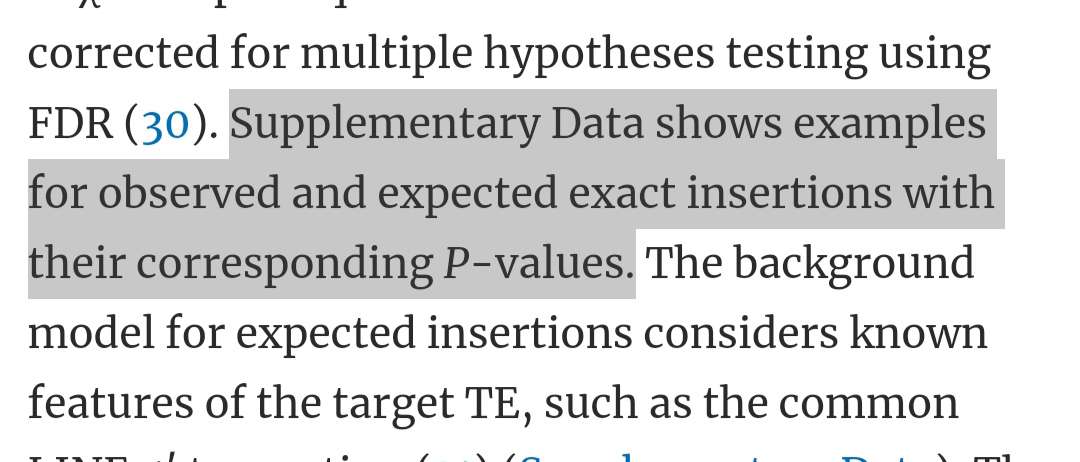 corrected for multiple hypotheses testing using
FDR (30). Supplementary Data shows examples
for observed and expected exact insertions with
their corresponding P-values. The background
model for expected insertions considers known
features of the target TE, such as the common